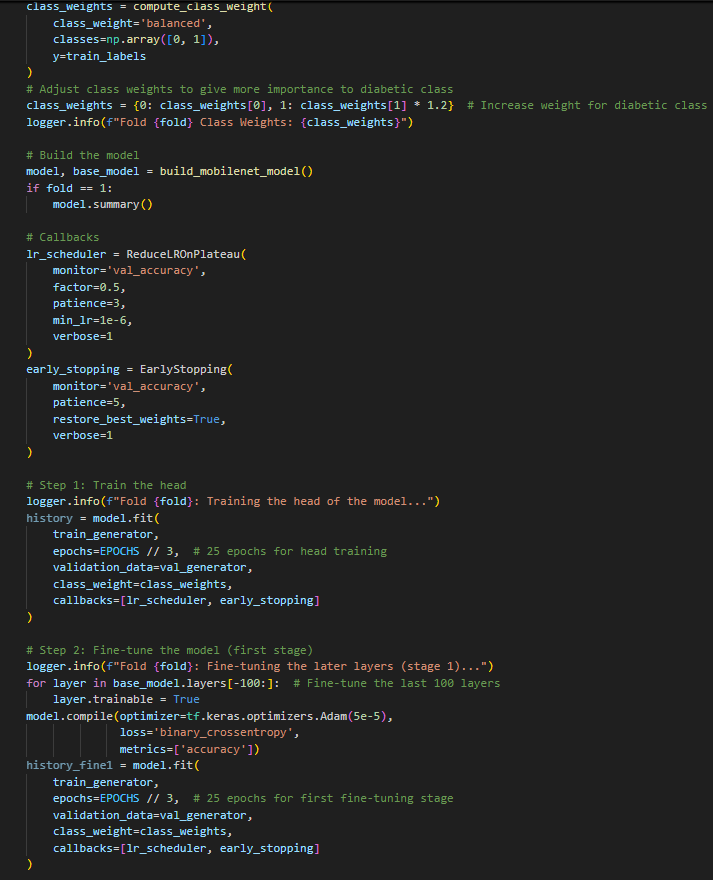 class_weights = compute_class_weight(
    class_weight='balanced',
    classes=np.array([0, 1]),
    y=train_labels
)
# Adjust class weights to give more importance to diabetic class
class_weights = {0: class_weights[0], 1: class_weights[1] * 1.2}  # Increase weight for diabetic class
logger.info(f"Fold {fold} Class Weights: {class_weights}")

# Build the model
model, base_model = build_mobilenet_model()
if fold == 1:
    model.summary()

# Callbacks
lr_scheduler = ReduceLROnPlateau(
    monitor='val_accuracy',
    factor=0.5,
    patience=3,
    min_lr=1e-6,
    verbose=1
)
early_stopping = EarlyStopping(
    monitor='val_accuracy',
    patience=5,
    restore_best_weights=True,
    verbose=1
)

# Step 1: Train the head
logger.info(f"Fold {fold}: Training the head of the model...")
history = model.fit(
    train_generator,
    epochs=EPOCHS // 3,  # 25 epochs for head training
    validation_data=val_generator,
    class_weight=class_weights,
    callbacks=[lr_scheduler, early_stopping]
)

# Step 2: Fine-tune the model (first stage)
logger.info(f"Fold {fold}: Fine-tuning the later layers (stage 1)...")
for layer in base_model.layers[-100:]:  # Fine-tune the last 100 layers
    layer.trainable = True
model.compile(optimizer=tf.keras.optimizers.Adam(5e-5),
              loss='binary_crossentropy',
              metrics=['accuracy'])
history_fine1 = model.fit(
    train_generator,
    epochs=EPOCHS // 3,  # 25 epochs for first fine-tuning stage
    validation_data=val_generator,
    class_weight=class_weights,
    callbacks=[lr_scheduler, early_stopping]
)